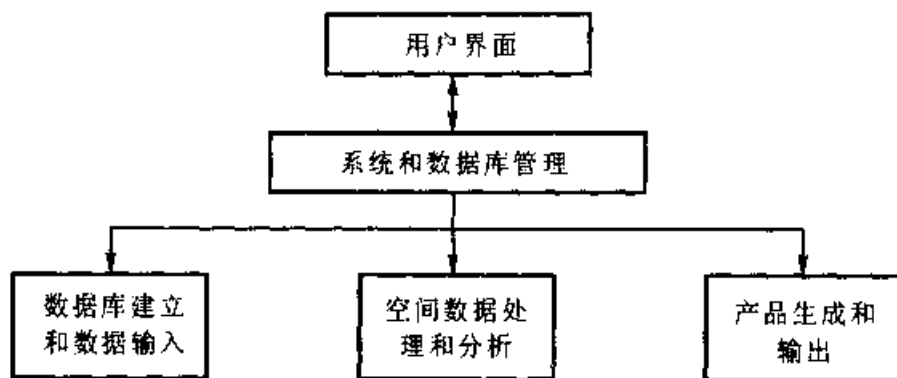 用户界面
系统和数据库管理
数据库建立
和数据输入
空间数据处
理和分析
产品生成和
输出